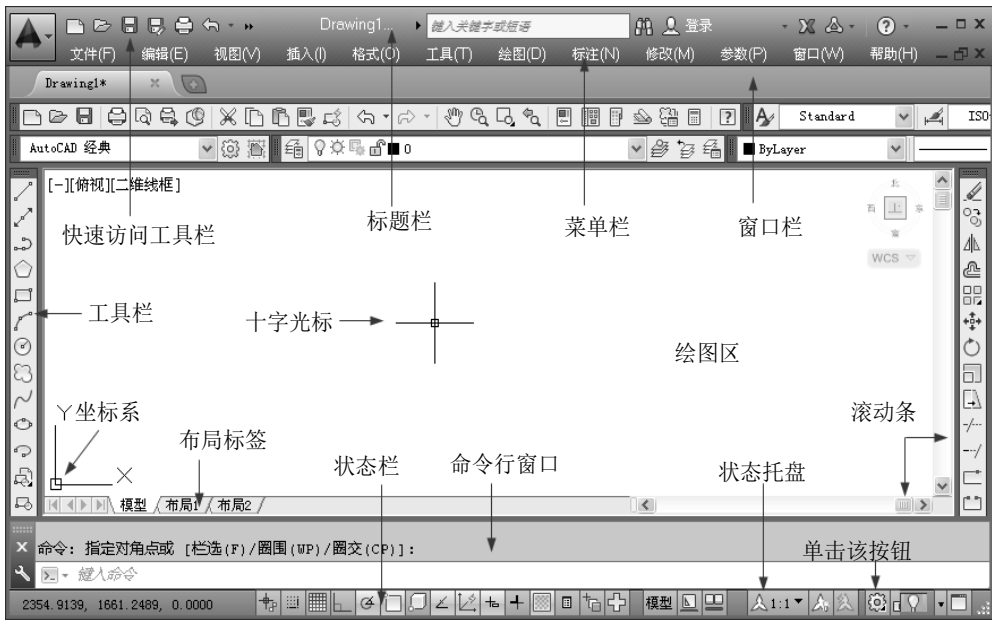 Drawing1... 键入关键字或短语 登录
文件(F) 编辑(E) 视图(V) 插入(I) 格式(O) 工具(T) 绘图(D) 标注(N) 修改(M) 参数(P) 窗口(W) 帮助(H)
Drawing1*
Standard ISO
AutoCAD 经典 0 ByLayer
[-][俯视][二维线框]
北
西 上 东
南
WCS
快速访问工具栏 标题栏 菜单栏 窗口栏
工具栏 十字光标
绘图区
Y 坐标系 滚动条
布局标签
状态栏 命令行窗口 状态托盘
X
模型 布局1 布局2
命令: 指定对角点或 [栏选(F)/圈围(WP)/圈交(CP)]:
单击该按钮
键入命令
2354.9139, 1661.2489, 0.0000 模型 1:1